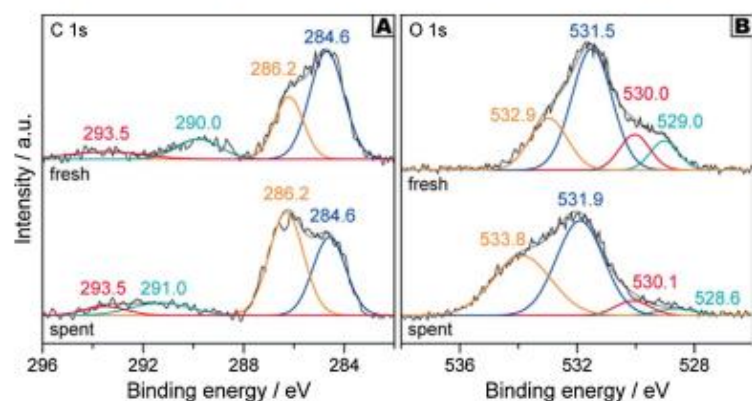 C 1s
A
284.6
286.2
293.5
290.0
fresh
286.2
284.6
293.5
291.0
spent
296
292
288
284
Binding energy / eV
Intensity / a.u.
O 1s
B
531.5
532.9
530.0
529.0
fresh
531.9
533.8
530.1
528.6
spent
536
532
528
Binding energy / eV